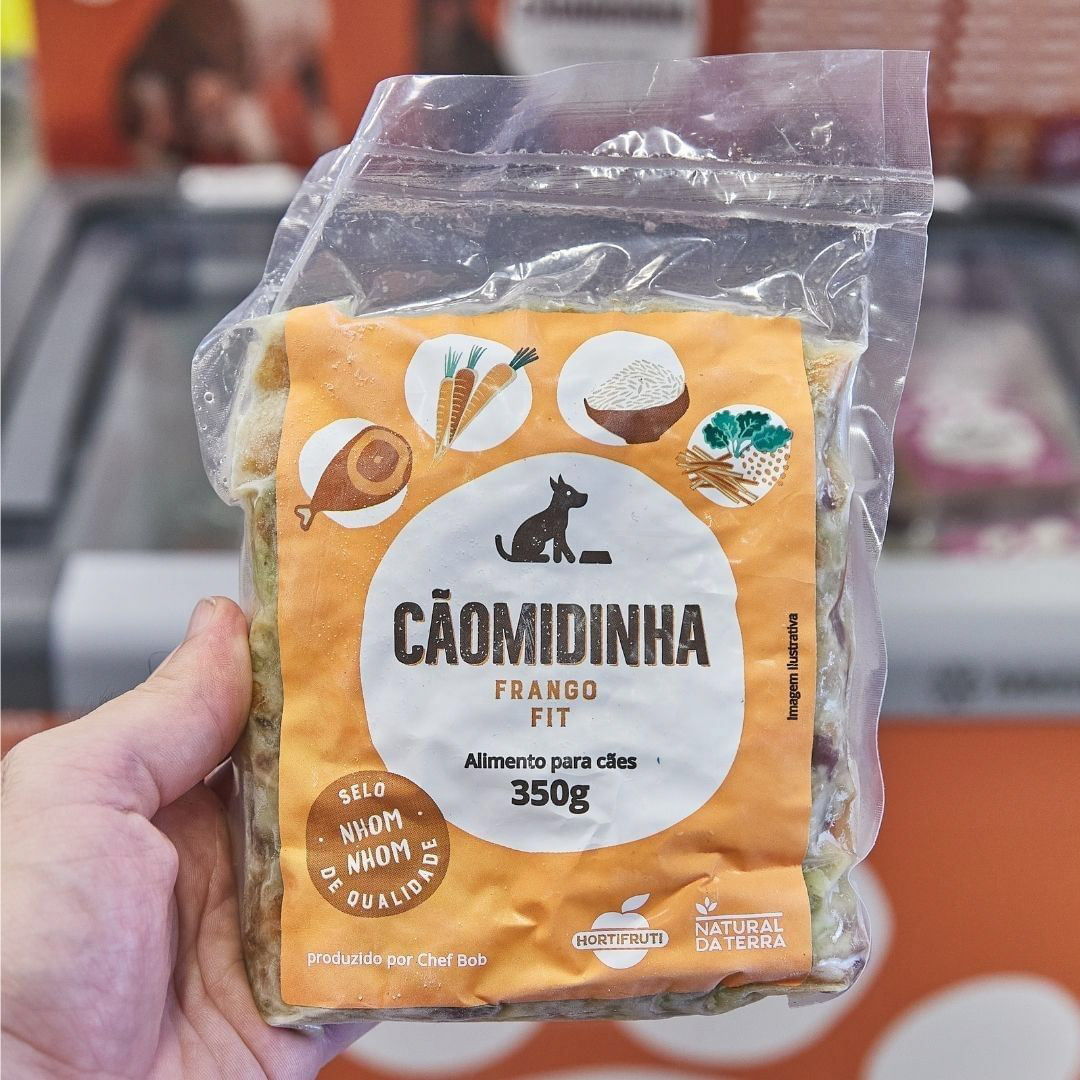 CÃOMIDINHA
FRANGO
FIT
Alimento para cães
350g
Imagem Ilustrativa
SELO
NHOM
NHOM
DE QUALIDADE
produzido por Chef Bob
HORTIFRUTI
NATURAL
DA TERRA